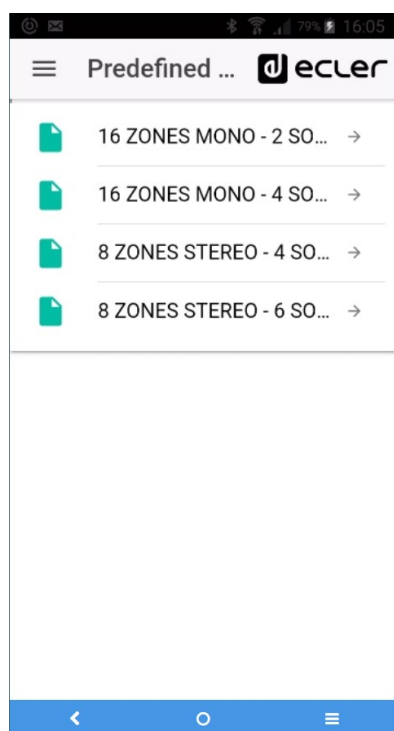 79% 16:05
Predefined ... ecler
16 ZONES MONO - 2 SO...
16 ZONES MONO - 4 SO...
8 ZONES STEREO - 4 SO...
8 ZONES STEREO - 6 SO...